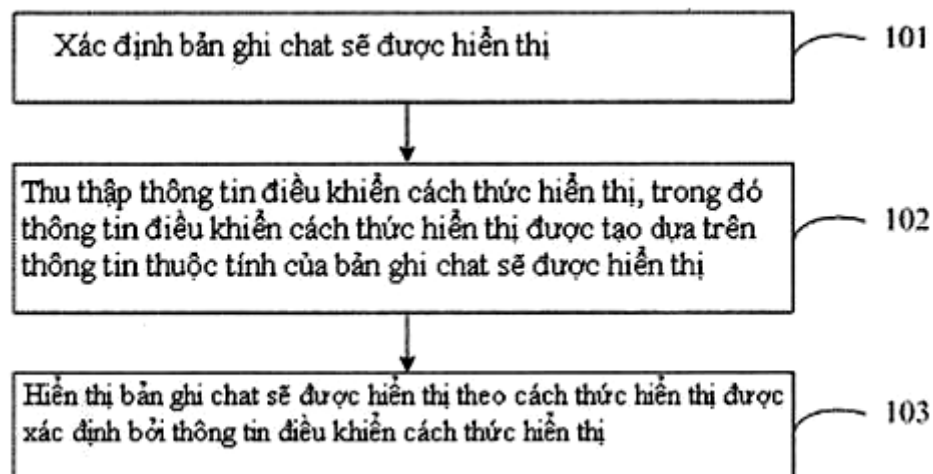 Xác định bản ghi chat sẽ được hiển thị
101
Thu thập thông tin điều khiển cách thức hiển thị, trong đó
thông tin điều khiển cách thức hiển thị được tạo dựa trên
thông tin thuộc tính của bản ghi chat sẽ được hiển thị
102
Hiển thị bản ghi chat sẽ được hiển thị theo cách thức hiển thị được
xác định bởi thông tin điều khiển cách thức hiển thị
103